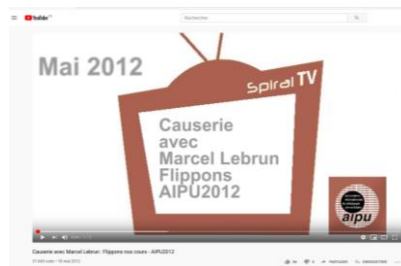 YouTube
Rechercher
Mai 2012
Spiral TV
Causerie
avec
Marcel Lebrun
Flippons
AIPU2012
aipu
Causerie avec Marcel Lebrun : Flippons nos cours - AIPU2012